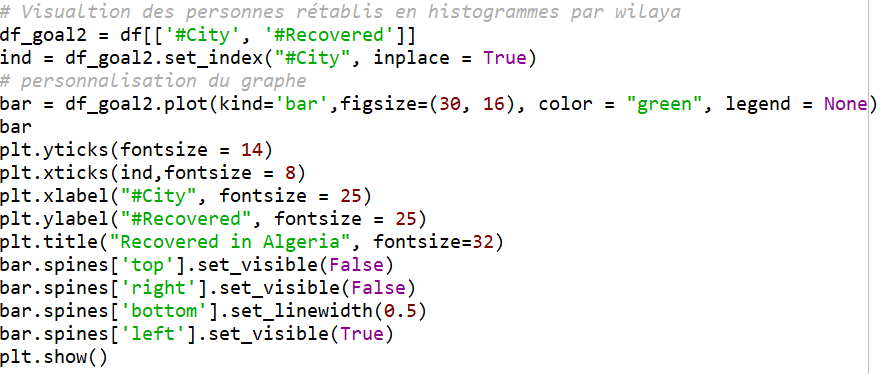 # Visualtion des personnes rétablis en histogrammes par wilaya
df_goal2 = df[['#City', '#Recovered']]
ind = df_goal2.set_index("#City", inplace = True)
# personnalisation du graphe
bar = df_goal2.plot(kind='bar',figsize=(30, 16), color = "green", legend = None)
bar
plt.yticks(fontsize = 14)
plt.xticks(ind,fontsize = 8)
plt.xlabel("#City", fontsize = 25)
plt.ylabel("#Recovered", fontsize = 25)
plt.title("Recovered in Algeria", fontsize=32)
bar.spines['top'].set_visible(False)
bar.spines['right'].set_visible(False)
bar.spines['bottom'].set_linewidth(0.5)
bar.spines['left'].set_visible(True)
plt.show()